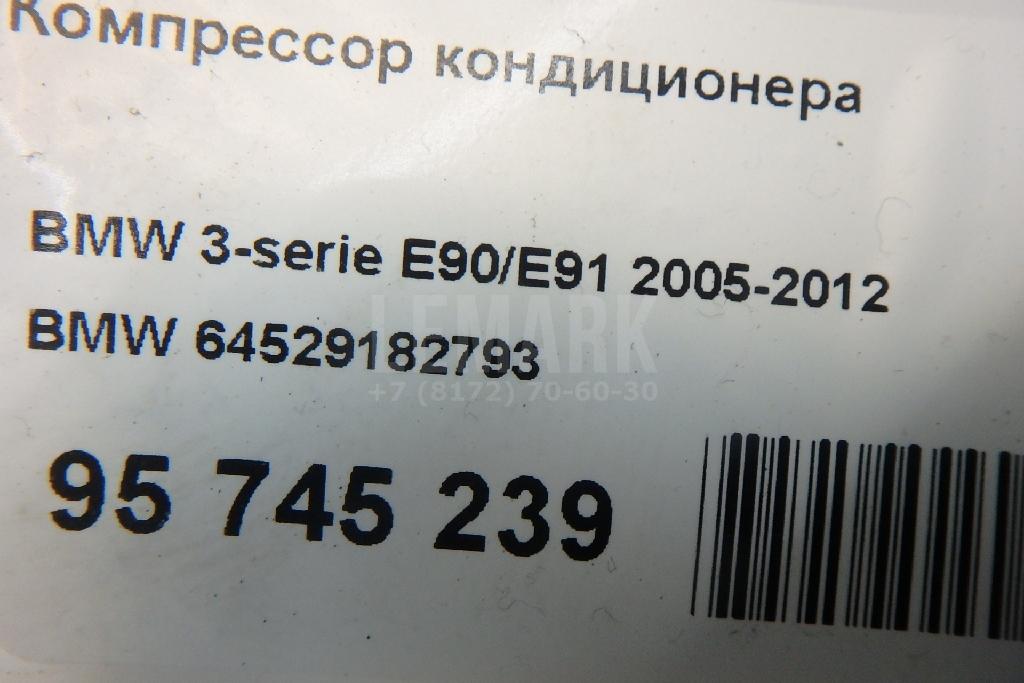 Компрессор кондиционера
BMW 3-serie E90/E91 2005-2012
BMW 64529182793
LEMARK
+7 (8172) 70-60-30
95 745 239